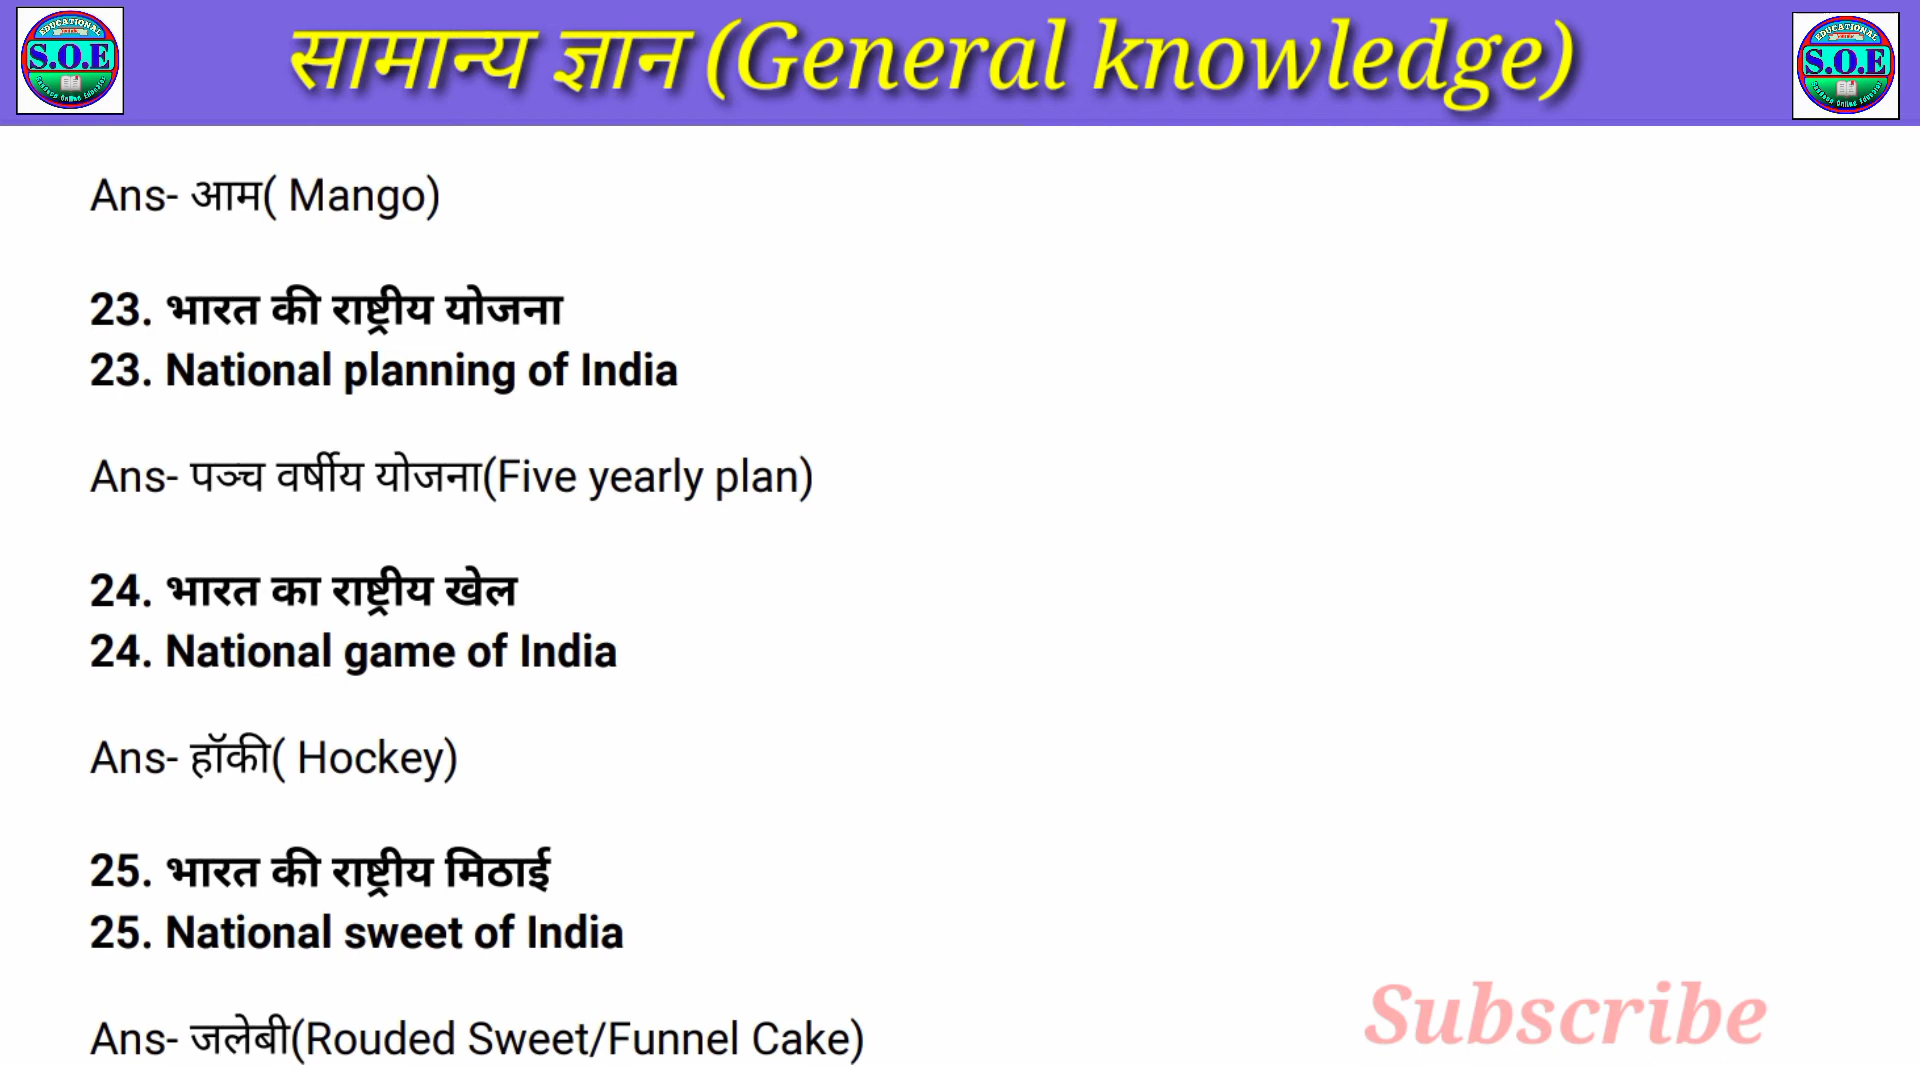 EDUCATIONAL
S.O.E
सामान्य ज्ञान (General knowledge)
EDUCATIONAL
S.O.E
Ans- आम( Mango)
23. भारत की राष्ट्रीय योजना
23. National planning of India
Ans- पञ्च वर्षीय योजना(Five yearly plan)
24. भारत का राष्ट्रीय खेल
24. National game of India
Ans- हॉकी( Hockey)
25. भारत की राष्ट्रीय मिठाई
25. National sweet of India
Ans- जलेबी(Rouded Sweet/Funnel Cake)
Subscribe